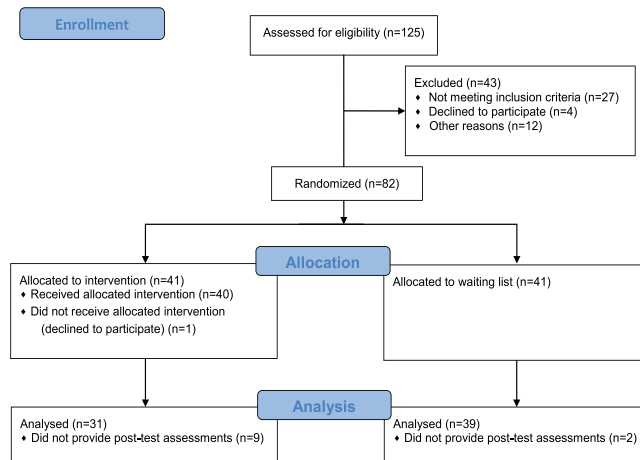 Enrollment
Assessed for eligibility (n=125)
Excluded (n=43)
♦ Not meeting inclusion criteria (n=27)
♦ Declined to participate (n=4)
♦ Other reasons (n=12)
Randomized (n=82)
Allocation
Allocated to intervention (n=41)
♦ Received allocated intervention (n=40)
♦ Did not receive allocated intervention
(declined to participate) (n=1)
Allocated to waiting list (n=41)
Analysis
Analysed (n=31)
♦ Did not provide post-test assessments (n=9)
Analysed (n=39)
♦ Did not provide post-test assessments (n=2)